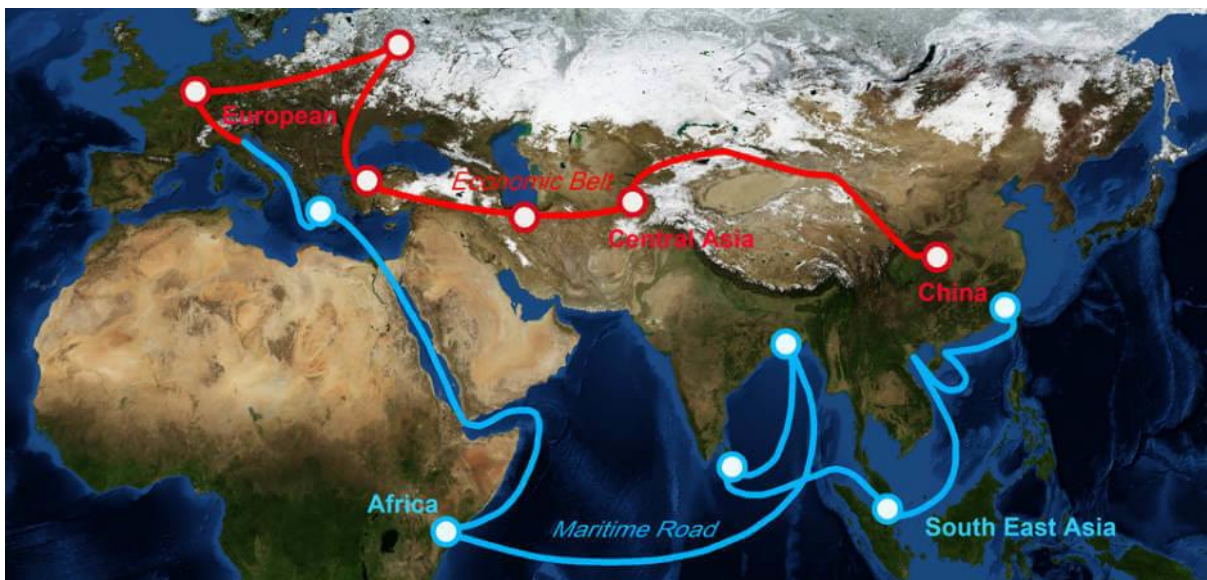 European
Economic Belt
Central Asia
China
Africa
Maritime Road
South East Asia